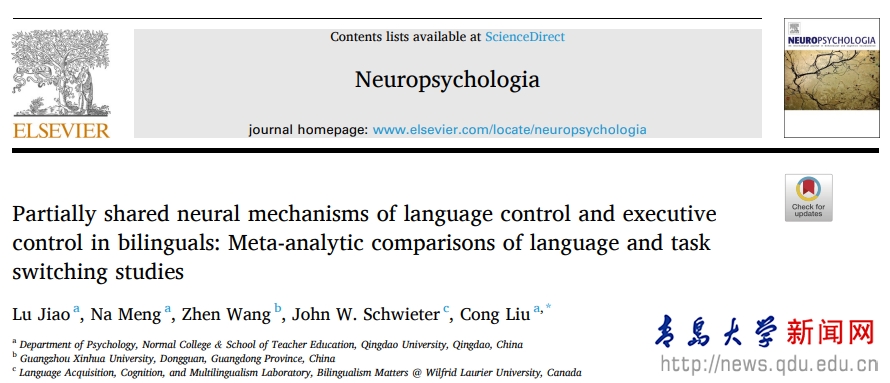 Contents lists available at ScienceDirect
Neuropsychologia
journal homepage: www.elsevier.com/locate/neuropsychologia
ELSEVIER
NEUROPSYCHOLOGIA
Check for
updates
Partially shared neural mechanisms of language control and executive
control in bilinguals: Meta-analytic comparisons of language and task
switching studies
Lu Jiao a, Na Meng a, Zhen Wang b, John W. Schwieter c, Cong Liu a,*
a Department of Psychology, Normal College & School of Teacher Education, Qingdao University, Qingdao, China
b Guangzhou Xinhua University, Dongguan, Guangdong Province, China
c Language Acquisition, Cognition, and Multilingualism Laboratory, Bilingualism Matters @ Wilfrid Laurier University, Canada
青岛大学新闻网
http://news.qdu.edu.cn